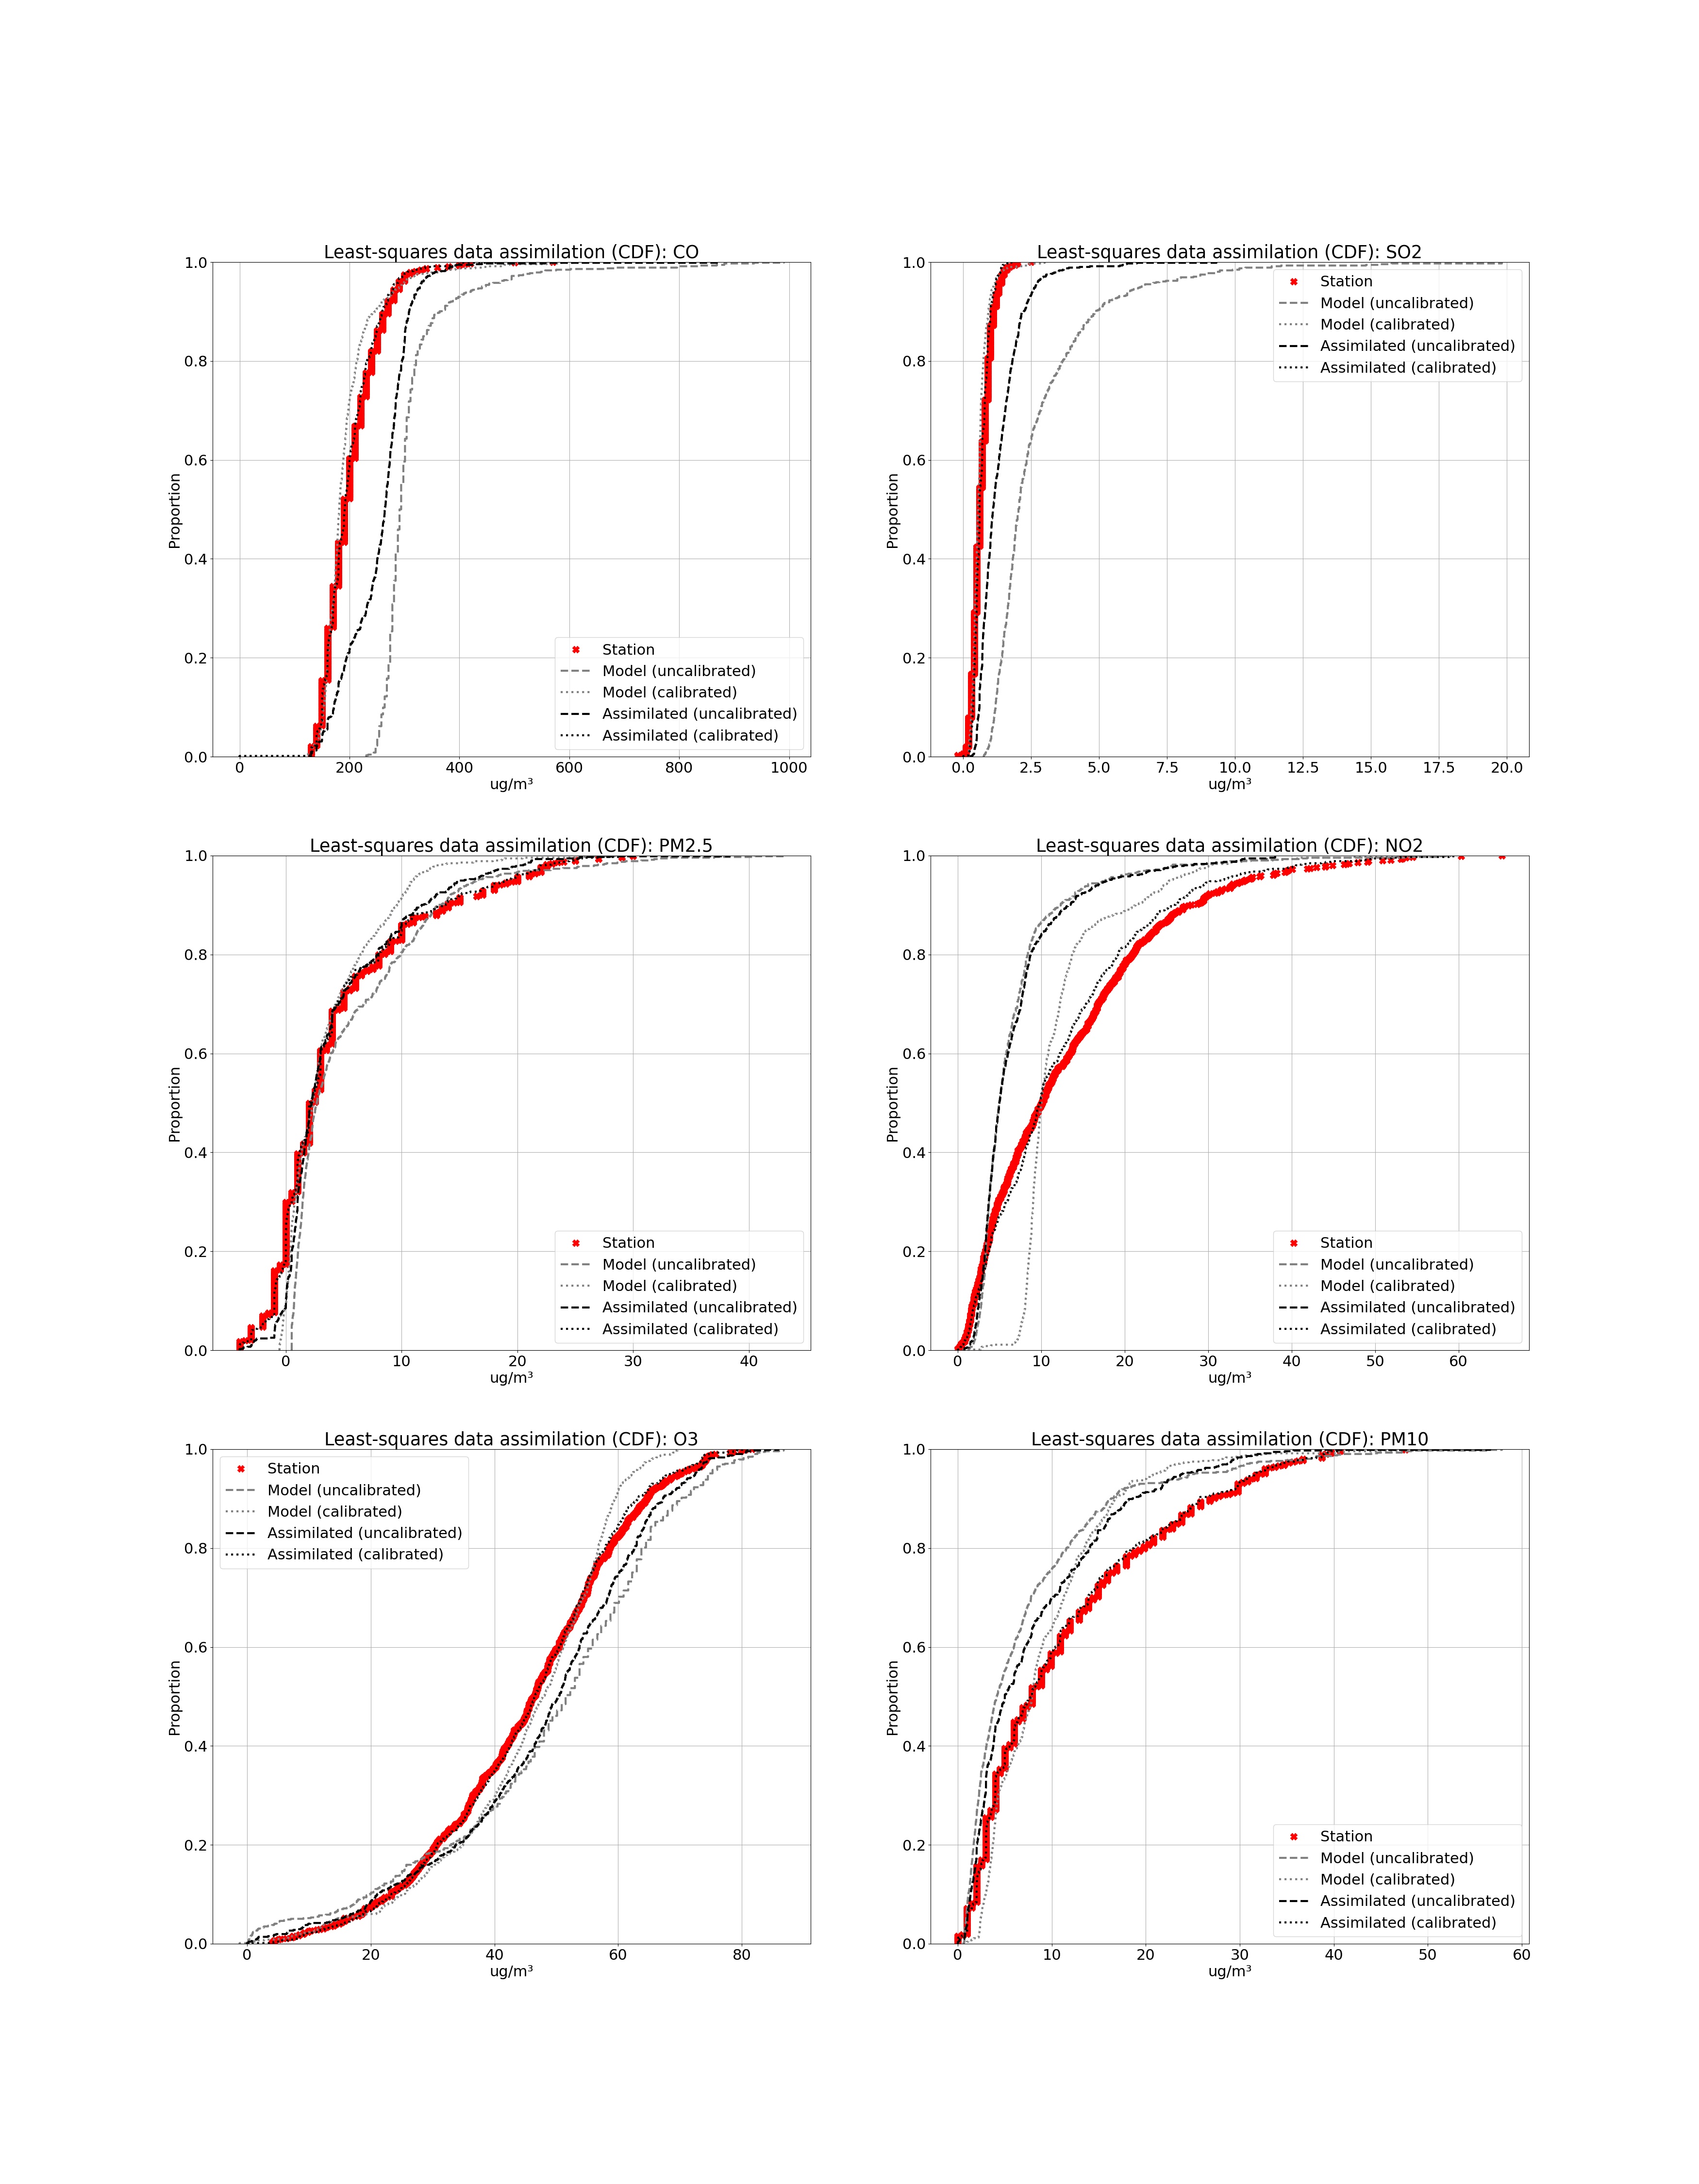 Least-squares data assimilation (CDF): CO
1.0
0.8
0.6
0.4
0.2
0.0
Proportion
0 200 400 600 800 1000
ug/m³
Station
Model (uncalibrated)
Model (calibrated)
Assimilated (uncalibrated)
Assimilated (calibrated)
Least-squares data assimilation (CDF): SO2
1.0
0.8
0.6
0.4
0.2
0.0
Proportion
0.0 2.5 5.0 7.5 10.0 12.5 15.0 17.5 20.0
ug/m³
Station
Model (uncalibrated)
Model (calibrated)
Assimilated (uncalibrated)
Assimilated (calibrated)
Least-squares data assimilation (CDF): PM2.5
1.0
0.8
0.6
0.4
0.2
0.0
Proportion
0 10 20 30 40
ug/m³
Station
Model (uncalibrated)
Model (calibrated)
Assimilated (uncalibrated)
Assimilated (calibrated)
Least-squares data assimilation (CDF): NO2
1.0
0.8
0.6
0.4
0.2
0.0
Proportion
0 10 20 30 40 50 60
ug/m³
Station
Model (uncalibrated)
Model (calibrated)
Assimilated (uncalibrated)
Assimilated (calibrated)
Least-squares data assimilation (CDF): O3
1.0
0.8
0.6
0.4
0.2
0.0
Proportion
0 20 40 60 80
ug/m³
Station
Model (uncalibrated)
Model (calibrated)
Assimilated (uncalibrated)
Assimilated (calibrated)
Least-squares data assimilation (CDF): PM10
1.0
0.8
0.6
0.4
0.2
0.0
Proportion
0 10 20 30 40 50 60
ug/m³
Station
Model (uncalibrated)
Model (calibrated)
Assimilated (uncalibrated)
Assimilated (calibrated)